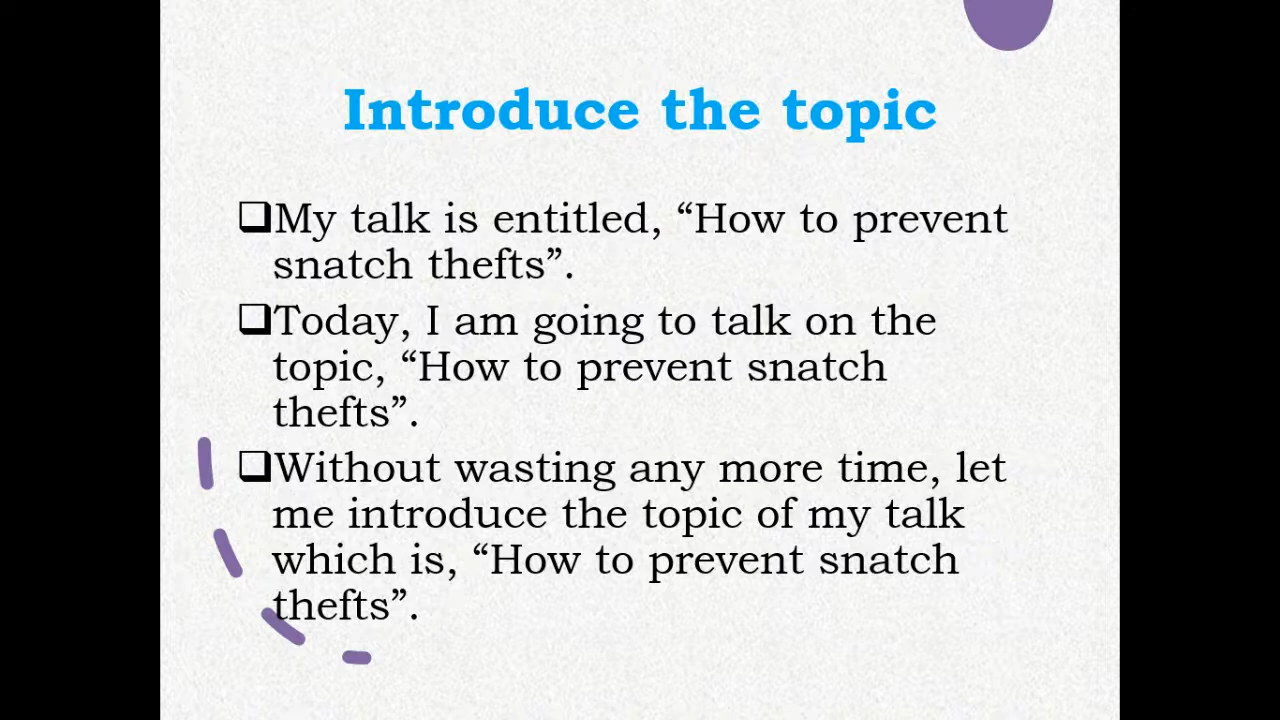 Introduce the topic
❑My talk is entitled, “How to prevent
snatch thefts”.
❑Today, I am going to talk on the
topic, “How to prevent snatch
thefts”.
❑Without wasting any more time, let
me introduce the topic of my talk
which is, “How to prevent snatch
thefts”.